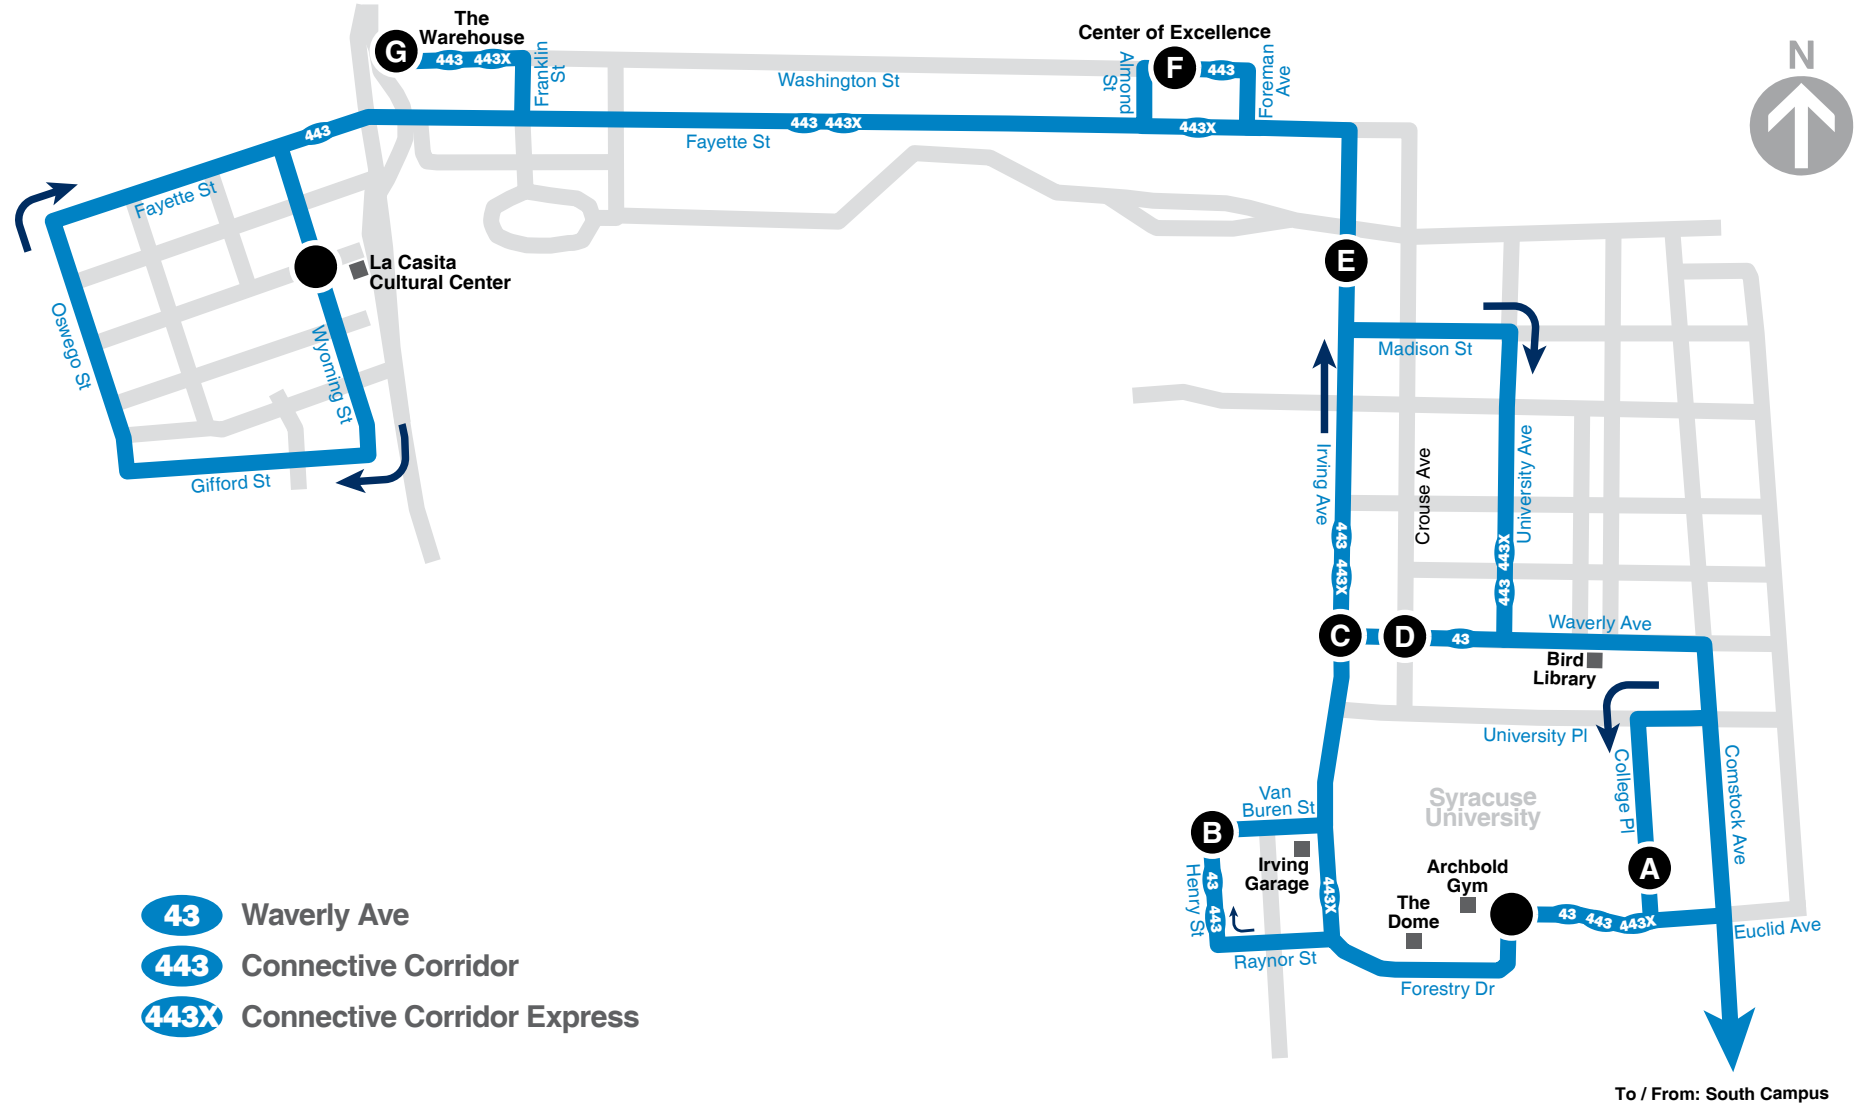 The
Warehouse
G
443 443X
Franklin
St
Washington St
Center of Excellence
Almond
St
F
443
Foreman
Ave
N
443
443 443X
443X
Fayette St
Fayette St
La Casita
Cultural Center
E
Oswego St
Wyoming St
Madison St
Gifford St
Irving Ave
Crouse Ave
University Ave
443 443X
443 443X
C
D
43
Waverly Ave
Bird
Library
University Pl
College Pl
Comstock Ave
Syracuse
University
Van
Buren St
B
Irving
Garage
Henry St
43 443
443X
Archbold
Gym
A
The
Dome
43 443 443X
Euclid Ave
Raynor St
Forestry Dr
43 Waverly Ave
443 Connective Corridor
443X Connective Corridor Express
To / From: South Campus